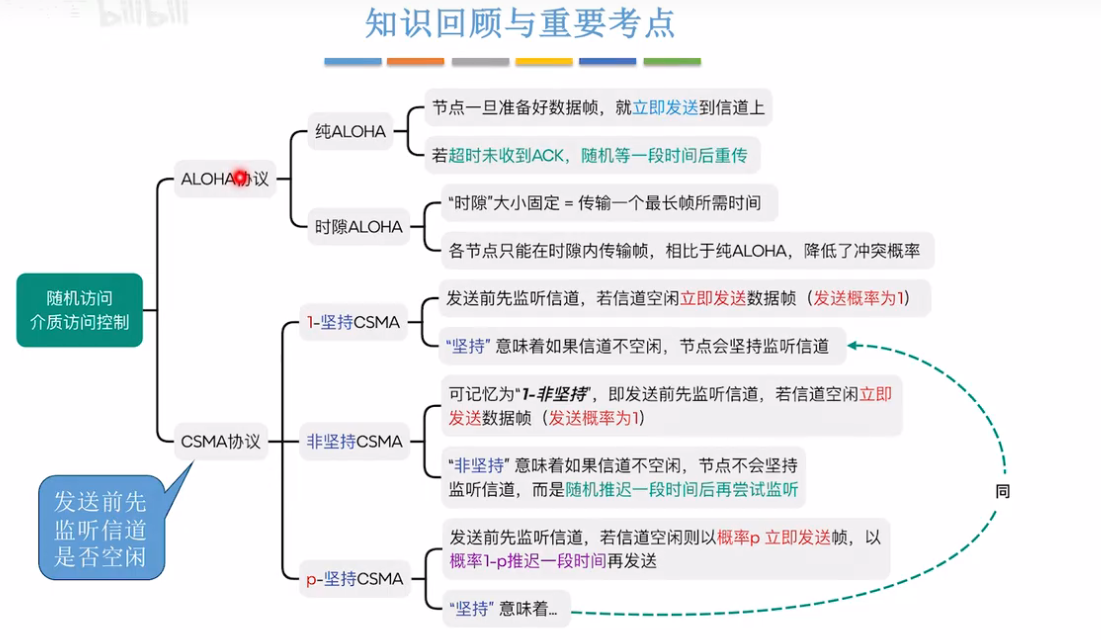 bilibili
知识回顾与重要考点
节点一旦准备好数据帧，就立即发送到信道上
纯ALOHA
若超时未收到ACK，随机等一段时间后重传
ALOHA协议
“时隙”大小固定 = 传输一个最长帧所需时间
时隙ALOHA
各节点只能在时隙内传输帧，相比于纯ALOHA，降低了冲突概率
随机访问
介质访问控制
发送前先监听信道，若信道空闲立即发送数据帧（发送概率为1）
1-坚持CSMA
“坚持” 意味着如果信道不空闲，节点会坚持监听信道
可记忆为“1-非坚持”，即发送前先监听信道，若信道空闲立即
发送数据帧（发送概率为1）
CSMA协议
非坚持CSMA
“非坚持” 意味着如果信道不空闲，节点不会坚持
监听信道，而是随机推迟一段时间后再尝试监听
同
发送前先
监听信道
是否空闲
发送前先监听信道，若信道空闲则以概率p 立即发送帧，以
概率1-p推迟一段时间再发送
p-坚持CSMA
“坚持” 意味着...